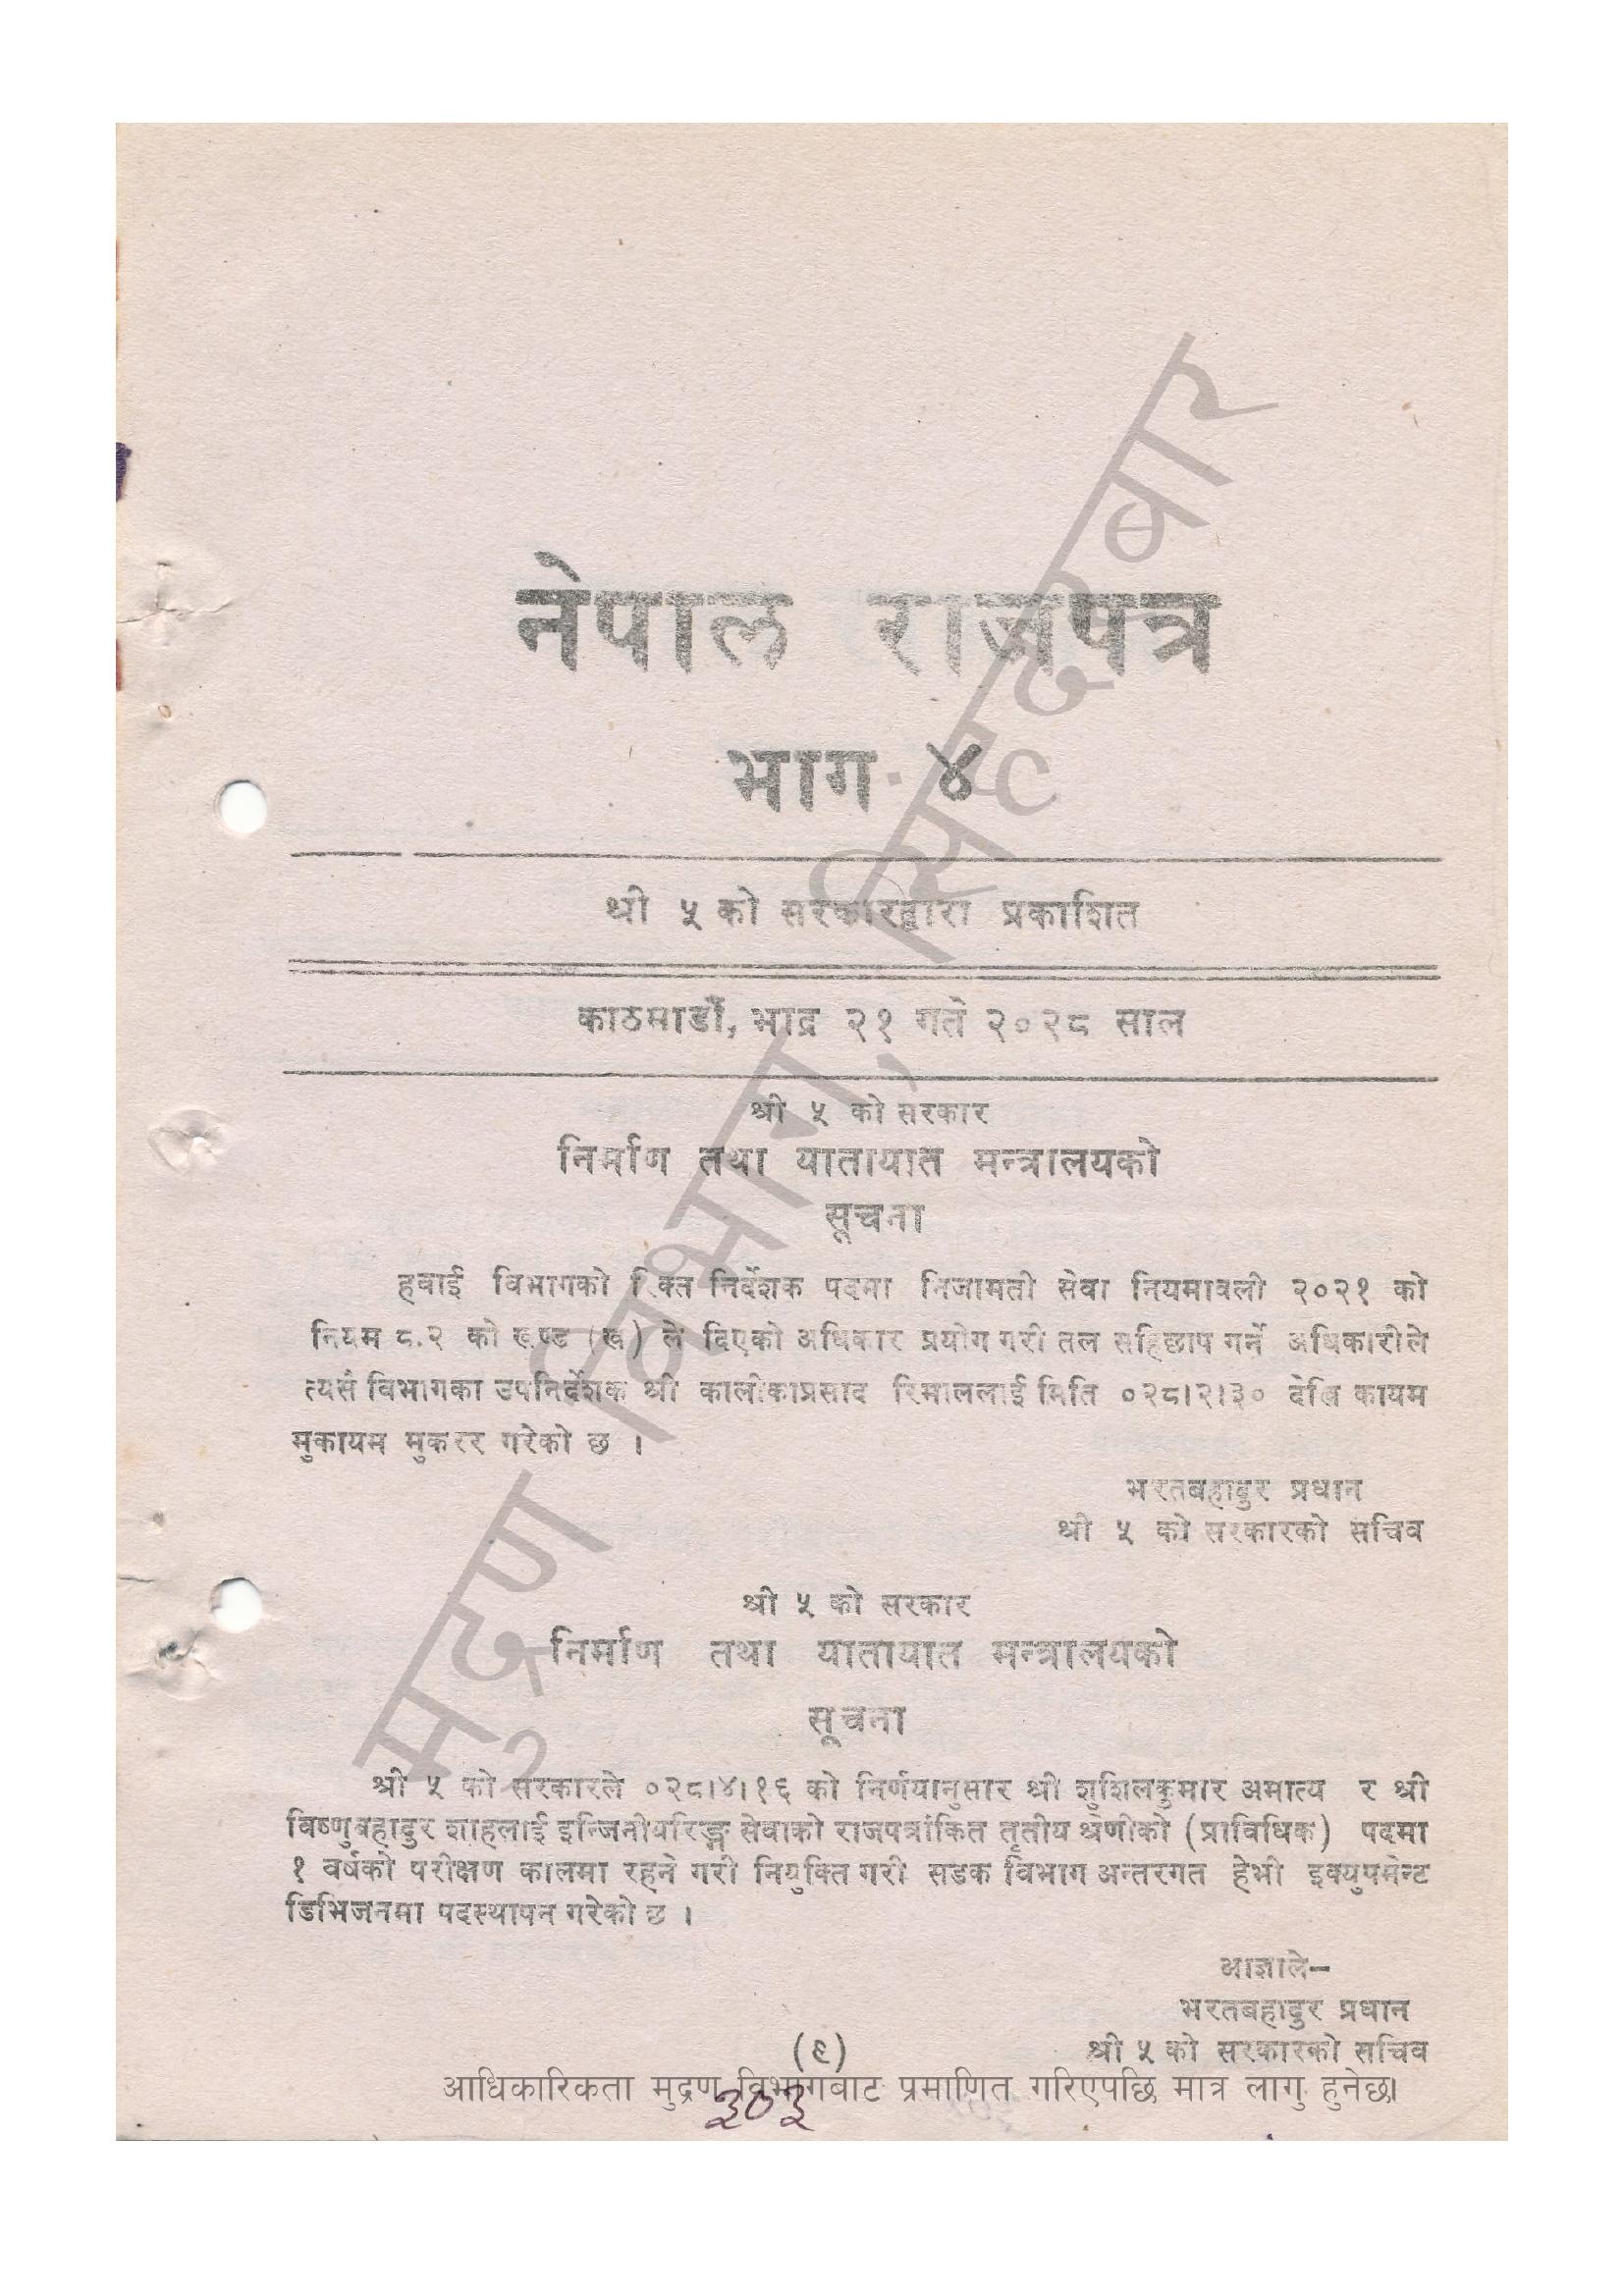 नेपाल राजपत्र
भाग ४
श्री ५ को सरकारद्वारा प्रकाशित
काठमाडौं, भाद्र २१ गते २०२८ साल
श्री ५ को सरकार
निर्माण तथा यातायात मन्त्रालयको
सूचना
हवाई विभागको रिक्त निर्देशक पदमा निजामती सेवा नियमावली २०२१ को
नियम ८.२ को खण्ड (ख) ले दिएको अधिकार प्रयोग गरी तल सहिछाप गर्ने अधिकारीले
त्यसै विभागका उपनिर्देशक श्री कालीकाप्रसाद रिमाललाई मिति ०२८।२।३० देखि कायम
मुकायम मुकरर गरेको छ ।
भरतबहादुर प्रधान
श्री ५ को सरकारको सचिव
श्री ५ को सरकार
निर्माण तथा यातायात मन्त्रालयको
सूचना
श्री ५ को सरकारले ०२८।४।१६ को निर्णयानुसार श्री शुशिलकुमार अमात्य र श्री
विष्णुबहादुर शाहलाई इन्जिनीयरिङ्ग सेवाको राजपत्रांकित तृतीय श्रेणीको (प्राविधिक) पदमा
१ वर्षको परीक्षण कालमा रहने गरी नियुक्ति गरी सडक विभाग अन्तरगत हेभी इक्युपमेन्ट
डिभिजनमा पदस्थापन गरेको छ ।
आज्ञाले–
भरतबहादुर प्रधान
श्री ५ को सरकारको सचिव
(९)
आधिकारिकता मुद्रण विभागबाट प्रमाणित गरिएपछि मात्र लागु हुनेछ।
३०३
मुद्रण विभाग, सिंहदरवार